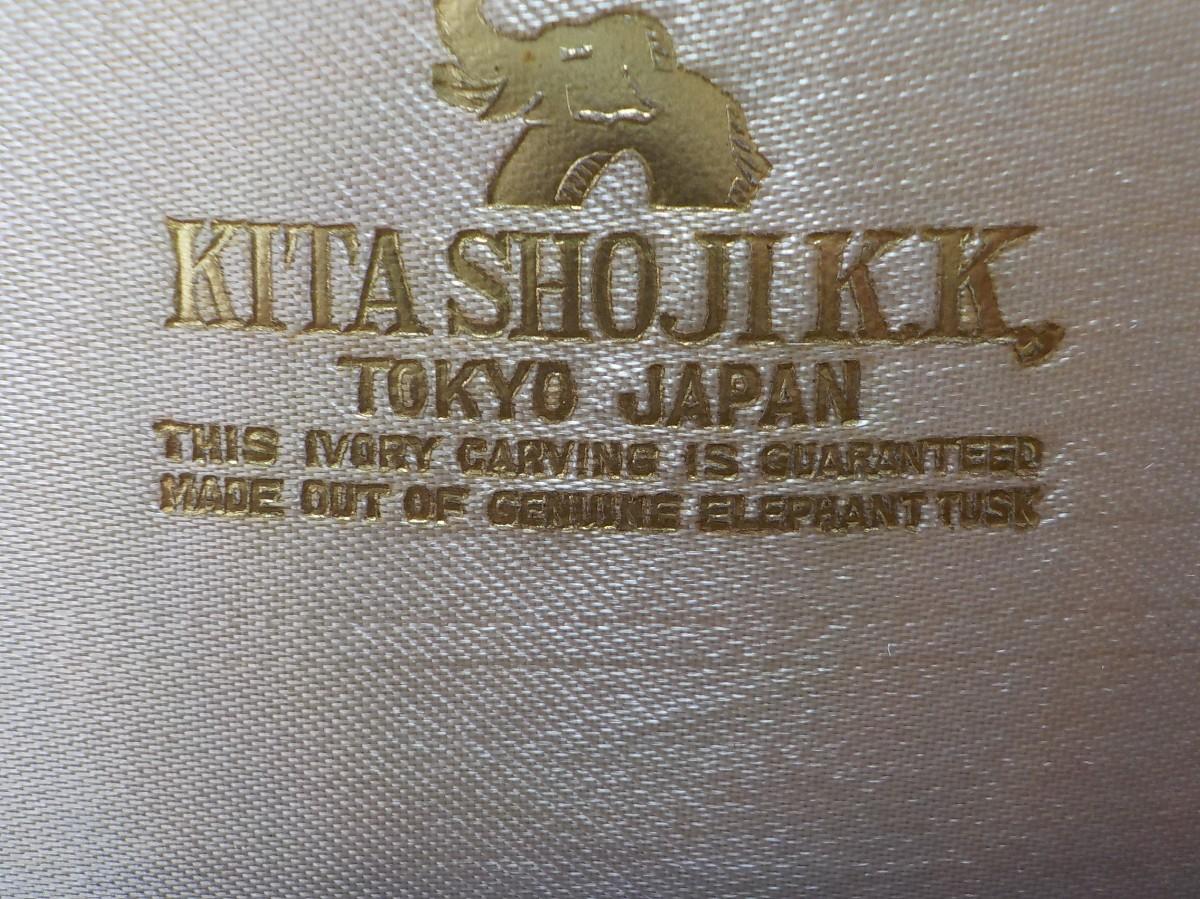 KITA SHOJI K.K.,
TOKYO JAPAN
THIS IVORY CARVING IS GUARANTEED
MADE OUT OF GENUINE ELEPHANT TUSK